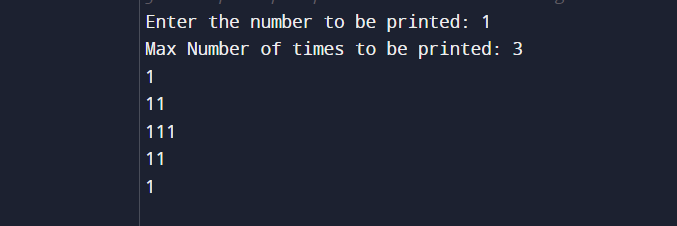 Enter the number to be printed: 1
Max Number of times to be printed: 3
1
11
111
11
1